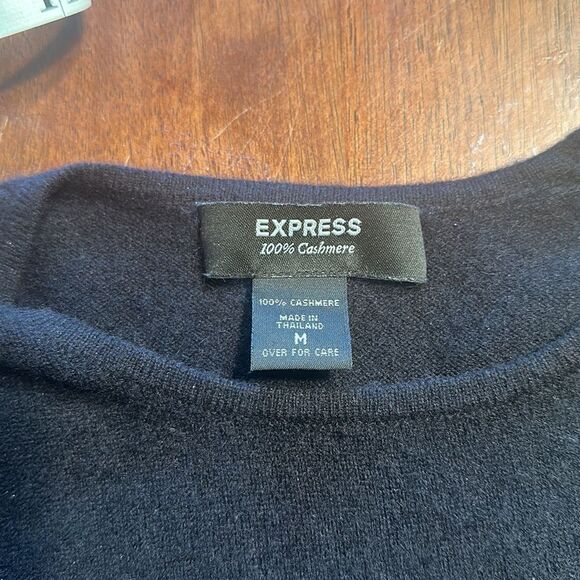 EXPRESS
100% Cashmere
100% CASHMERE
MADE IN
THAILAND
M
OVER FOR CARE